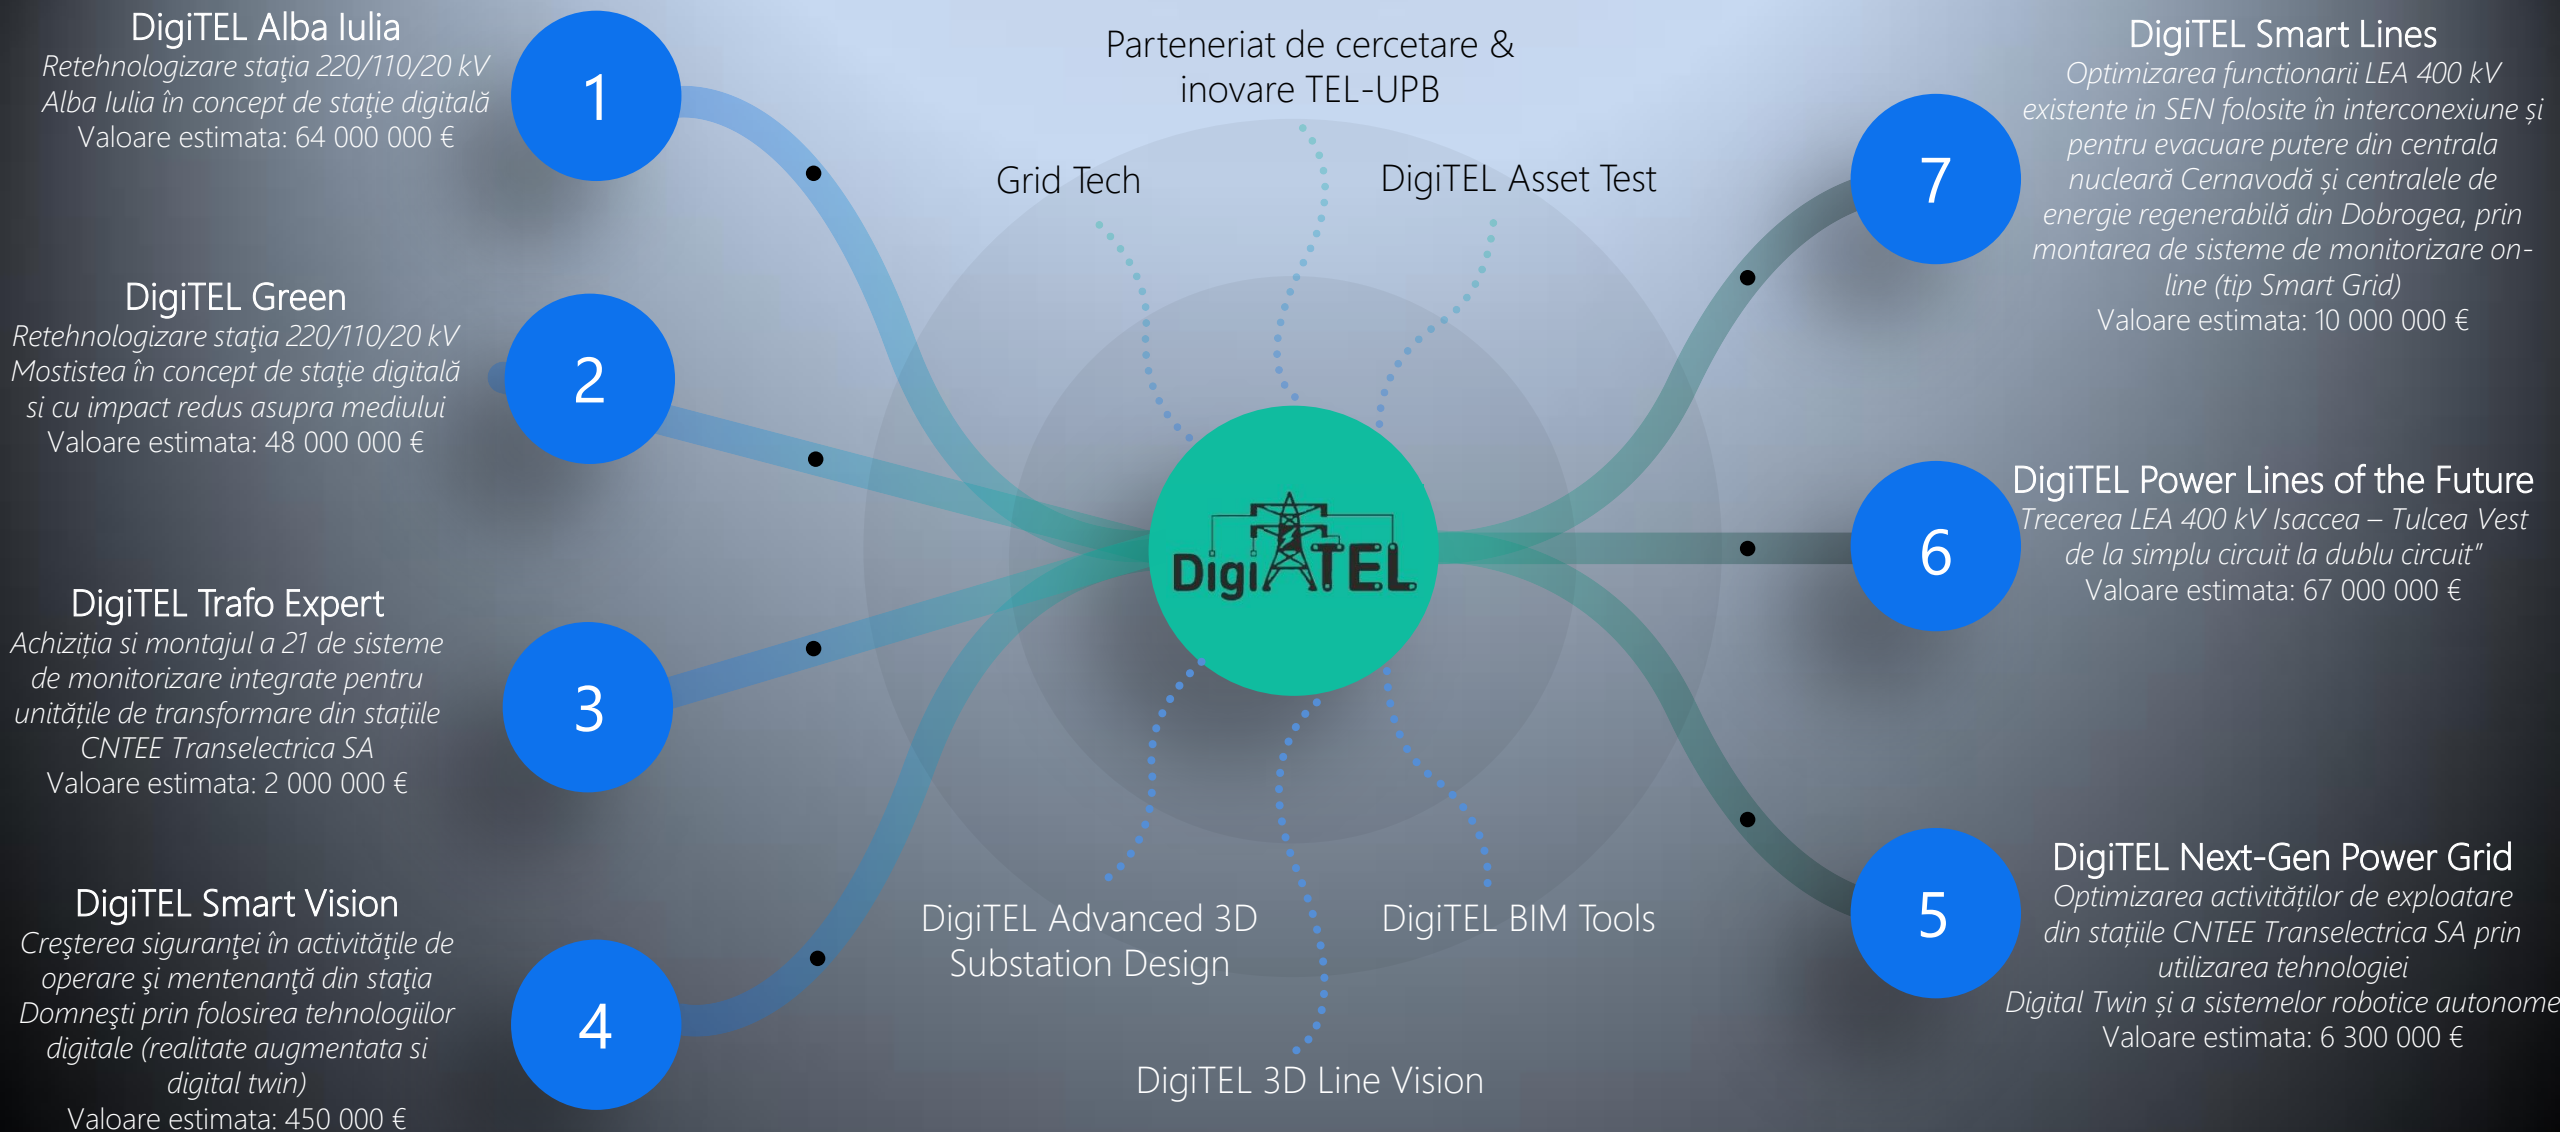 DigiTEL Alba Iulia
Retehnologizare staţia 220/110/20 kV
Alba Iulia în concept de staţie digitală
Valoare estimata: 64 000 000 €
1
DigiTEL Green
Retehnologizare staţia 220/110/20 kV
Mostistea în concept de staţie digitală
si cu impact redus asupra mediului
Valoare estimata: 48 000 000 €
2
DigiTEL Trafo Expert
Achiziția si montajul a 21 de sisteme
de monitorizare integrate pentru
unitățile de transformare din stațiile
CNTEE Transelectrica SA
Valoare estimata: 2 000 000 €
3
DigiTEL Smart Vision
Creşterea siguranţei în activităţile de
operare şi mentenanţă din staţia
Domneşti prin folosirea tehnologiilor
digitale (realitate augmentata si
digital twin)
Valoare estimata: 450 000 €
4
Parteneriat de cercetare &
inovare TEL-UPB
Grid Tech
DigiTEL Asset Test
DigiTEL
DigiTEL Advanced 3D
Substation Design
DigiTEL BIM Tools
DigiTEL 3D Line Vision
7
DigiTEL Smart Lines
Optimizarea functionarii LEA 400 kV
existente in SEN folosite în interconexiune și
pentru evacuare putere din centrala
nucleară Cernavodă și centralele de
energie regenerabilă din Dobrogea, prin
montarea de sisteme de monitorizare on-
line (tip Smart Grid)
Valoare estimata: 10 000 000 €
6
DigiTEL Power Lines of the Future
Trecerea LEA 400 kV Isaccea – Tulcea Vest
de la simplu circuit la dublu circuit"
Valoare estimata: 67 000 000 €
5
DigiTEL Next-Gen Power Grid
Optimizarea activităților de exploatare
din stațiile CNTEE Transelectrica SA prin
utilizarea tehnologiei
Digital Twin și a sistemelor robotice autonome
Valoare estimata: 6 300 000 €